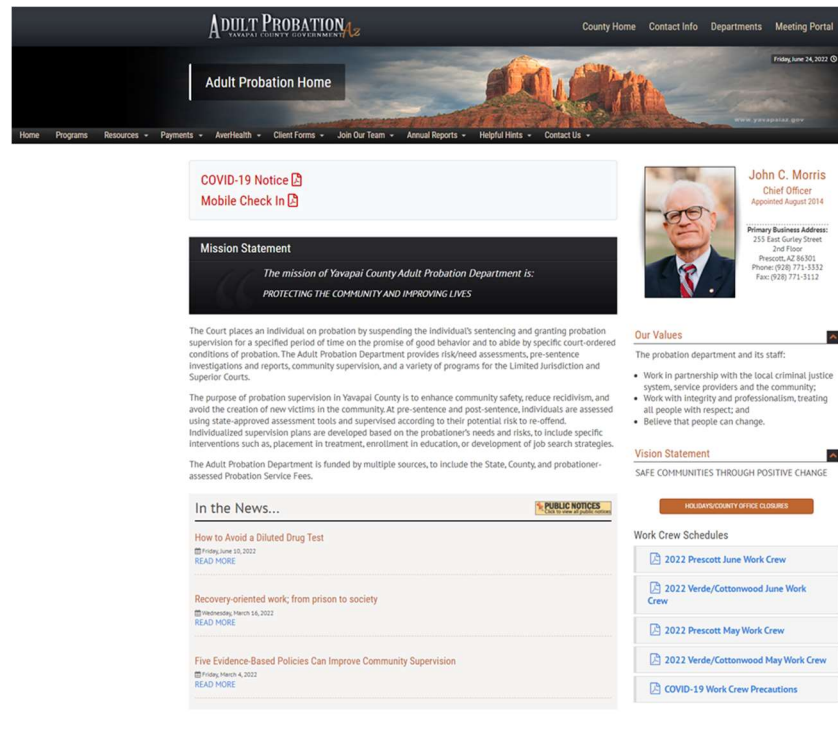 ADULT PROBATION Az
YAVAPAI COUNTY GOVERNMENT
County Home Contact Info Departments Meeting Portal
Friday, June 24, 2022
Adult Probation Home
www.yavapaiaz.gov
Home Programs Resources Payments AverHealth Client Forms Join Our Team Annual Reports Helpful Hints Contact Us
COVID-19 Notice
Mobile Check In
Mission Statement
The mission of Yavapai County Adult Probation Department is:
PROTECTING THE COMMUNITY AND IMPROVING LIVES
The Court places an individual on probation by suspending the individual's sentencing and granting probation
supervision for a specified period of time on the promise of good behavior and to abide by specific court-ordered
conditions of probation. The Adult Probation Department provides risk/need assessments, pre-sentence
investigations and reports, community supervision, and a variety of programs for the Limited Jurisdiction and
Superior Courts.
The purpose of probation supervision in Yavapai County is to enhance community safety, reduce recidivism, and
avoid the creation of new victims in the community. At pre-sentence and post-sentence, individuals are assessed
using state-approved assessment tools and supervised according to their potential risk to re-offend.
Individualized supervision plans are developed based on the probationer's needs and risks, to include specific
interventions such as, placement in treatment, enrollment in education, or development of job search strategies.
The Adult Probation Department is funded by multiple sources, to include the State, County, and probationer-
assessed Probation Service Fees.
In the News...
PUBLIC NOTICES
Click to view all public notices
How to Avoid a Diluted Drug Test
Friday, June 10, 2022
READ MORE
Recovery-oriented work; from prison to society
Wednesday, March 16, 2022
READ MORE
Five Evidence-Based Policies Can Improve Community Supervision
Friday, March 4, 2022
READ MORE
John C. Morris
Chief Officer
Appointed August 2014
Primary Business Address:
255 East Gurley Street
2nd Floor
Prescott, AZ 86301
Phone: (928) 771-3332
Fax: (928) 771-3112
Our Values
The probation department and its staff:
• Work in partnership with the local criminal justice
system, service providers and the community;
• Work with integrity and professionalism, treating
all people with respect; and
• Believe that people can change.
Vision Statement
SAFE COMMUNITIES THROUGH POSITIVE CHANGE
HOLIDAYS/COUNTY OFFICE CLOSURES
Work Crew Schedules
2022 Prescott June Work Crew
2022 Verde/Cottonwood June Work
Crew
2022 Prescott May Work Crew
2022 Verde/Cottonwood May Work Crew
COVID-19 Work Crew Precautions